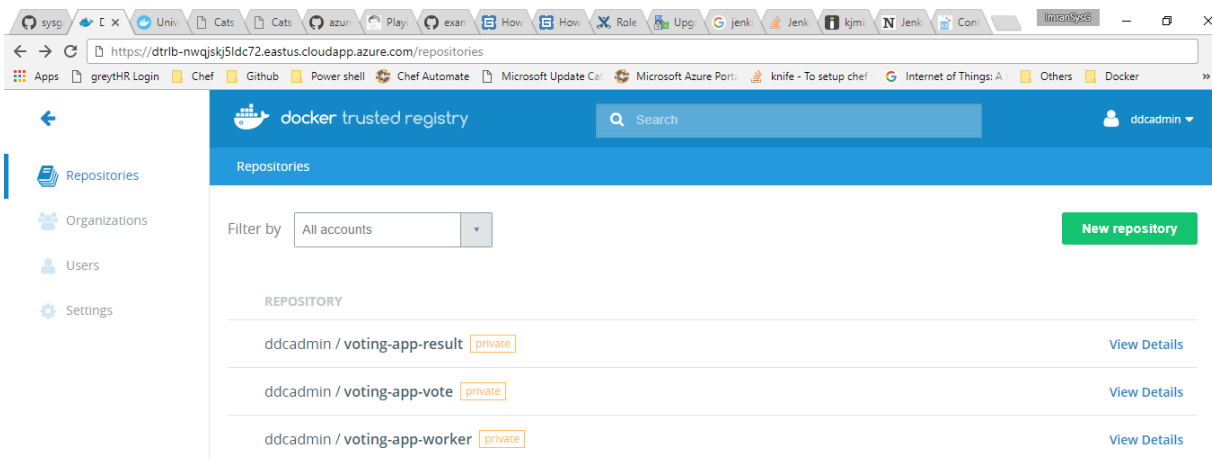 sysg E Univ Cats Cats azur Playi exan How How Role Upg jenki Jenk kjmi Jenk Conf ImranSysG
https://dtrlb-nwqjskj5ldc72.eastus.cloudapp.azure.com/repositories
Apps greytHR Login Chef Github Power shell Chef Automate Microsoft Update Cat Microsoft Azure Porta knife - To setup chef Internet of Things: A Others Docker »
docker trusted registry Search ddcadmin
Repositories Repositories
Organizations Filter by All accounts New repository
Users
Settings REPOSITORY
ddcadmin / voting-app-result private View Details
ddcadmin / voting-app-vote private View Details
ddcadmin / voting-app-worker private View Details